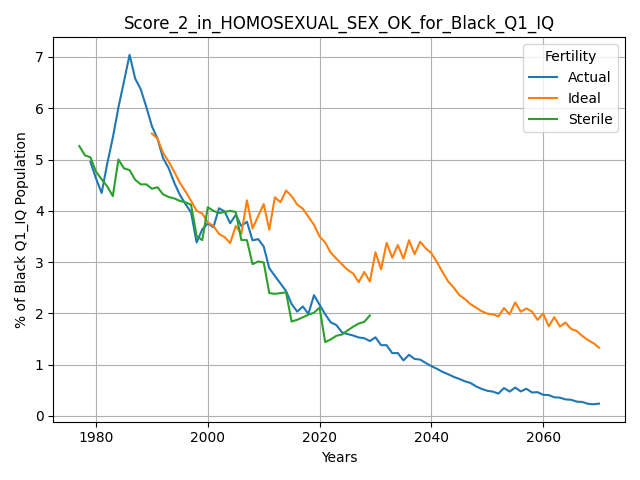 Score_2_in_HOMOSEXUAL_SEX_OK_for_Black_Q1_IQ
% of Black Q1_IQ Population
7
6
5
4
3
2
1
0
Fertility
Actual
Ideal
Sterile
1980 2000 2020 2040 2060
Years